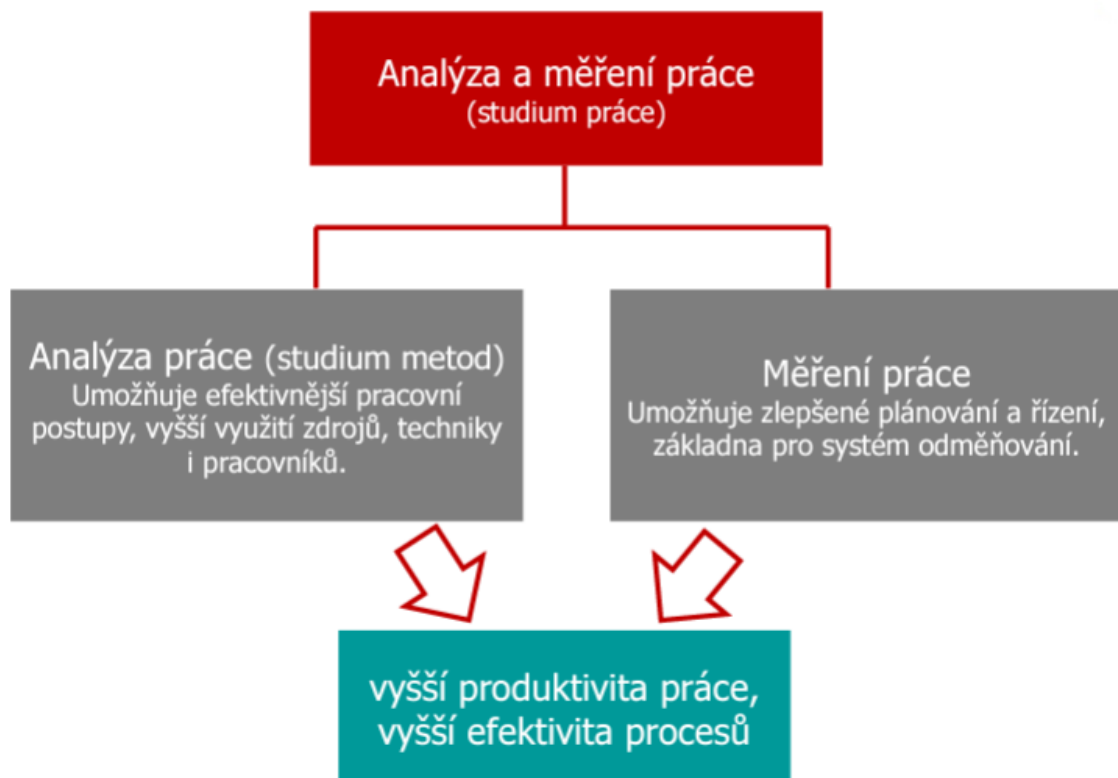 Analýza a měření práce
(studium práce)
Analýza práce (studium metod)
Umožňuje efektivnější pracovní
postupy, vyšší využití zdrojů, techniky
i pracovníků.
Měření práce
Umožňuje zlepšené plánování a řízení,
základna pro systém odměňování.
vyšší produktivita práce,
vyšší efektivita procesů